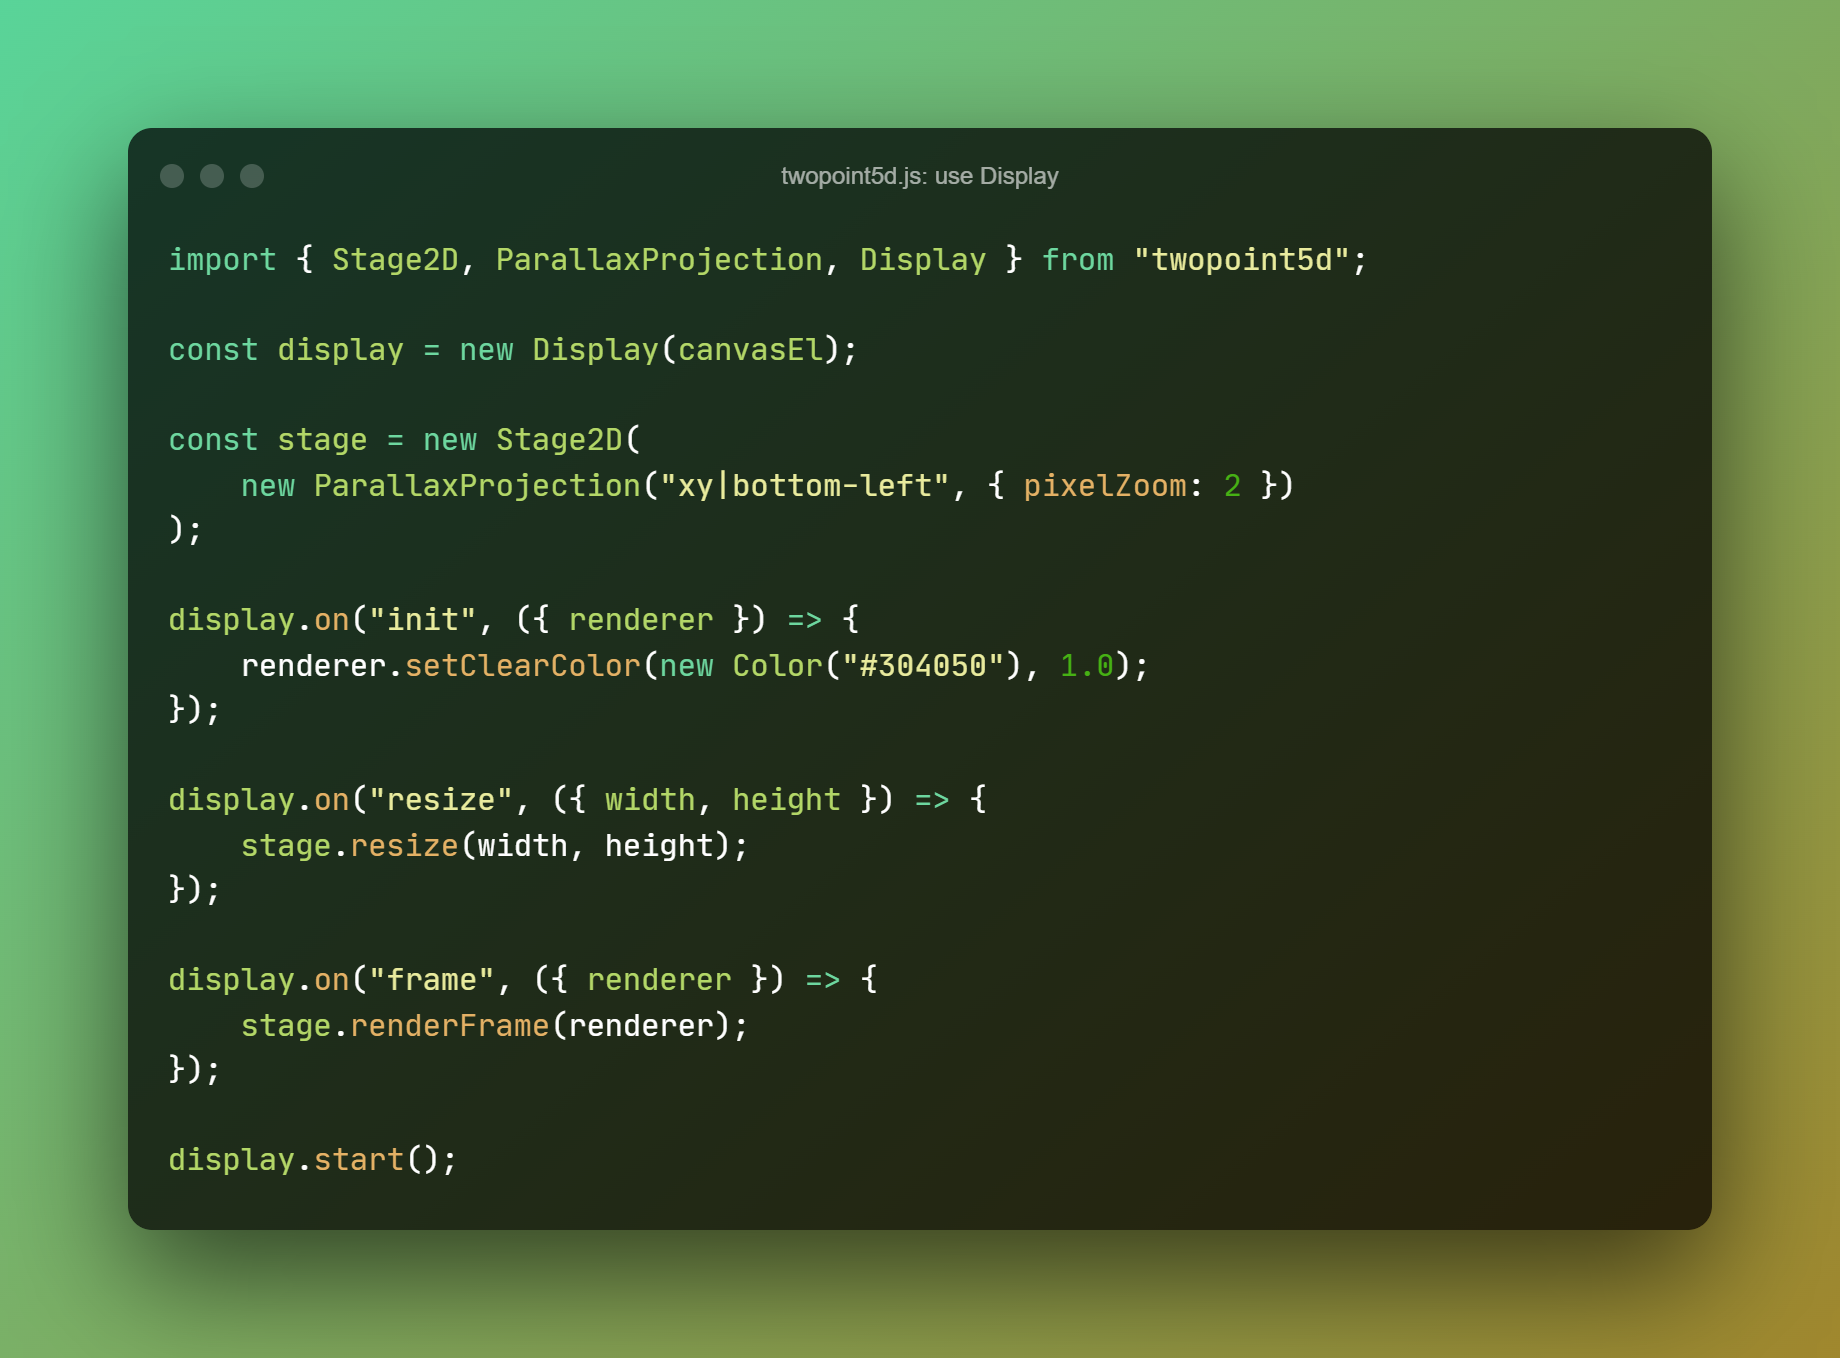 twopoint5d.js: use Display
import { Stage2D, ParallaxProjection, Display } from "twopoint5d";
const display = new Display(canvasEl);
const stage = new Stage2D(
    new ParallaxProjection("xy|bottom-left", { pixelZoom: 2 })
);
display.on("init", ({ renderer }) => {
    renderer.setClearColor(new Color("#304050"), 1.0);
});
display.on("resize", ({ width, height }) => {
    stage.resize(width, height);
});
display.on("frame", ({ renderer }) => {
    stage.renderFrame(renderer);
});
display.start();